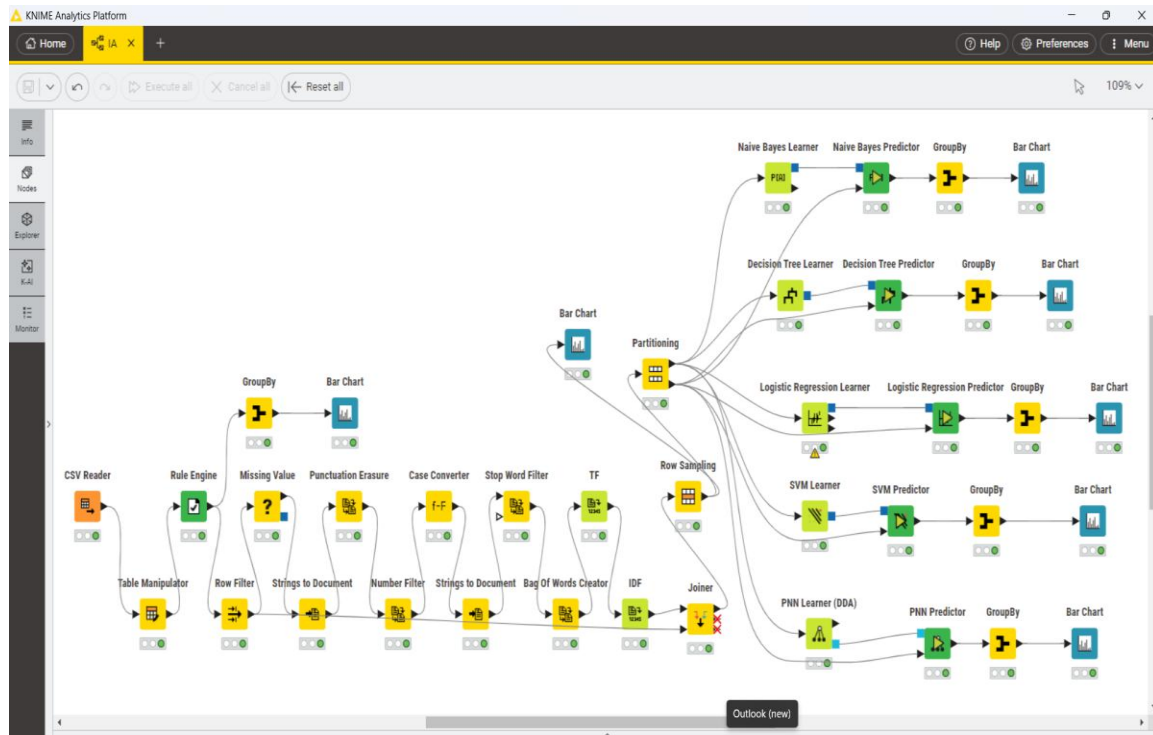 KNIME Analytics Platform
Home
IA
Help
Preferences
Menu
Execute all
Cancel all
Reset all
109%
Info
Nodes
Explorer
K-AI
Monitor
Naive Bayes Learner Naive Bayes Predictor GroupBy Bar Chart
P(A)
Decision Tree Learner Decision Tree Predictor GroupBy Bar Chart
Bar Chart
Partitioning
GroupBy Bar Chart
Logistic Regression Learner Logistic Regression Predictor GroupBy Bar Chart
CSV Reader Rule Engine Missing Value Punctuation Erasure Case Converter Stop Word Filter TF Row Sampling
?
f-F
12345
SVM Learner SVM Predictor GroupBy Bar Chart
Table Manipulator Row Filter Strings to Document Number Filter Strings to Document Bag Of Words Creator IDF Joiner
12345
PNN Learner (DDA) PNN Predictor GroupBy Bar Chart
Outlook (new)